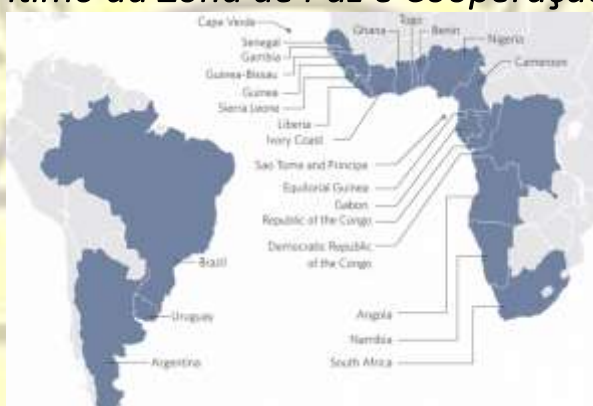 da Zona de Paz e Cooperação
Cape Verde
Senegal
Gambia
Guinea-Bissau
Guinea
Sierra Leone
Liberia
Ivory Coast
Ghana
Togo
Benin
Nigeria
Cameroon
Sao Tome and Principe
Equitorial Guinea
Gabon
Republic of the Congo
Democratic Republic
of the Congo
Angola
Namibia
South Africa
Brazil
Uruguay
Argentina